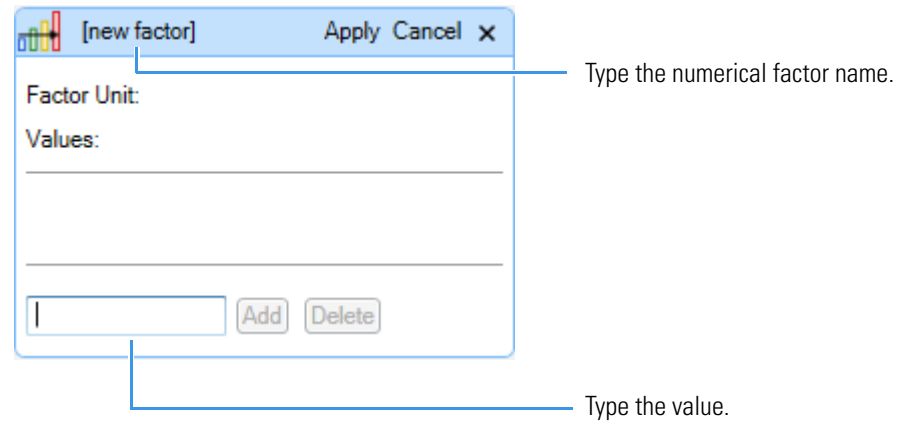 [new factor] Apply Cancel ×
Type the numerical factor name.
Factor Unit:
Values:
Add Delete
Type the value.